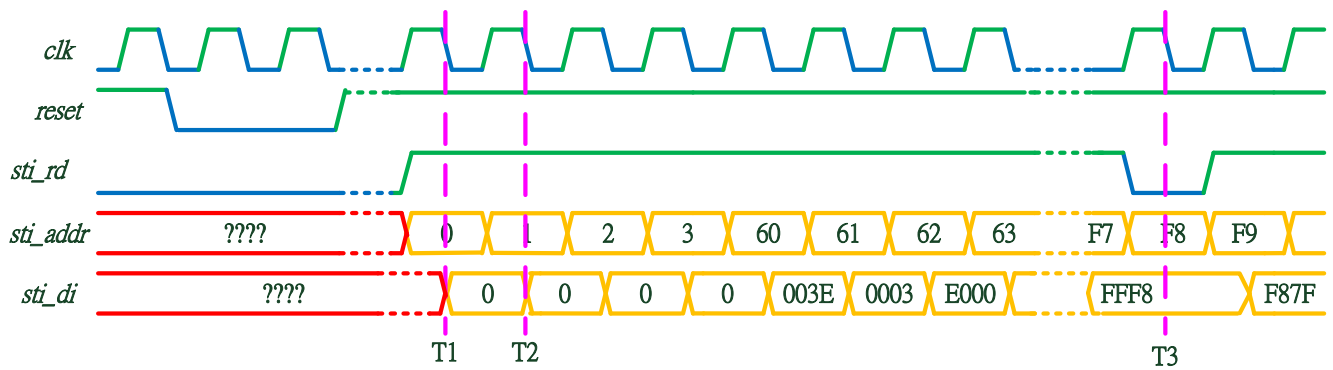 clk
reset
sti_rd
sti_addr ???? 0 1 2 3 60 61 62 63 F7 F8 F9
sti_di ???? 0 0 0 0 003E 0003 E000 FFF8 F87F
T1 T2 T3